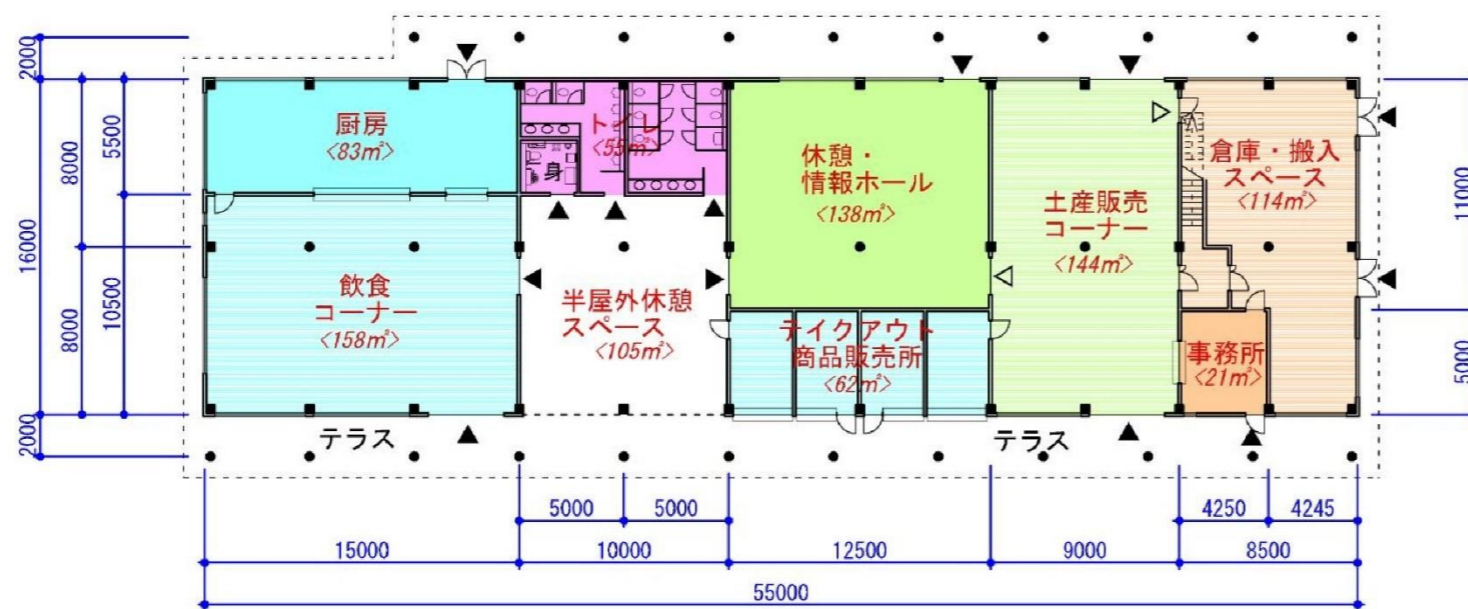 2000
8000
5500
16000
8000
10500
2000
厨房
<83㎡>
トイレ
<55㎡>
身
休憩・
情報ホール
<138㎡>
土産販売
コーナー
<144㎡>
倉庫・搬入
スペース
<114㎡>
11000
5000
飲食
コーナー
<158㎡>
半屋外休憩
スペース
<105㎡>
テイクアウト
商品販売所
<62㎡>
事務所
<21㎡>
テラス
テラス
5000
5000
4250
4245
15000
10000
12500
9000
8500
55000